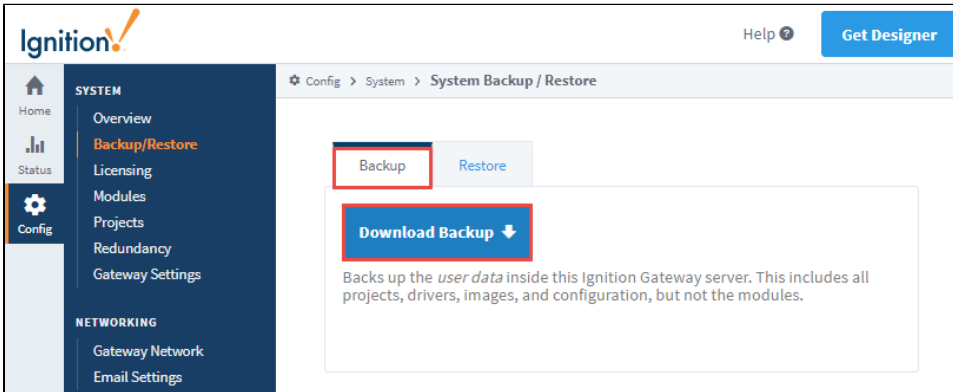 Ignition!
Help
Get Designer
Home
Status
Config
SYSTEM
Overview
Backup/Restore
Licensing
Modules
Projects
Redundancy
Gateway Settings
NETWORKING
Gateway Network
Email Settings
Config > System > System Backup / Restore
Backup
Restore
Download Backup
Backs up the user data inside this Ignition Gateway server. This includes all
projects, drivers, images, and configuration, but not the modules.